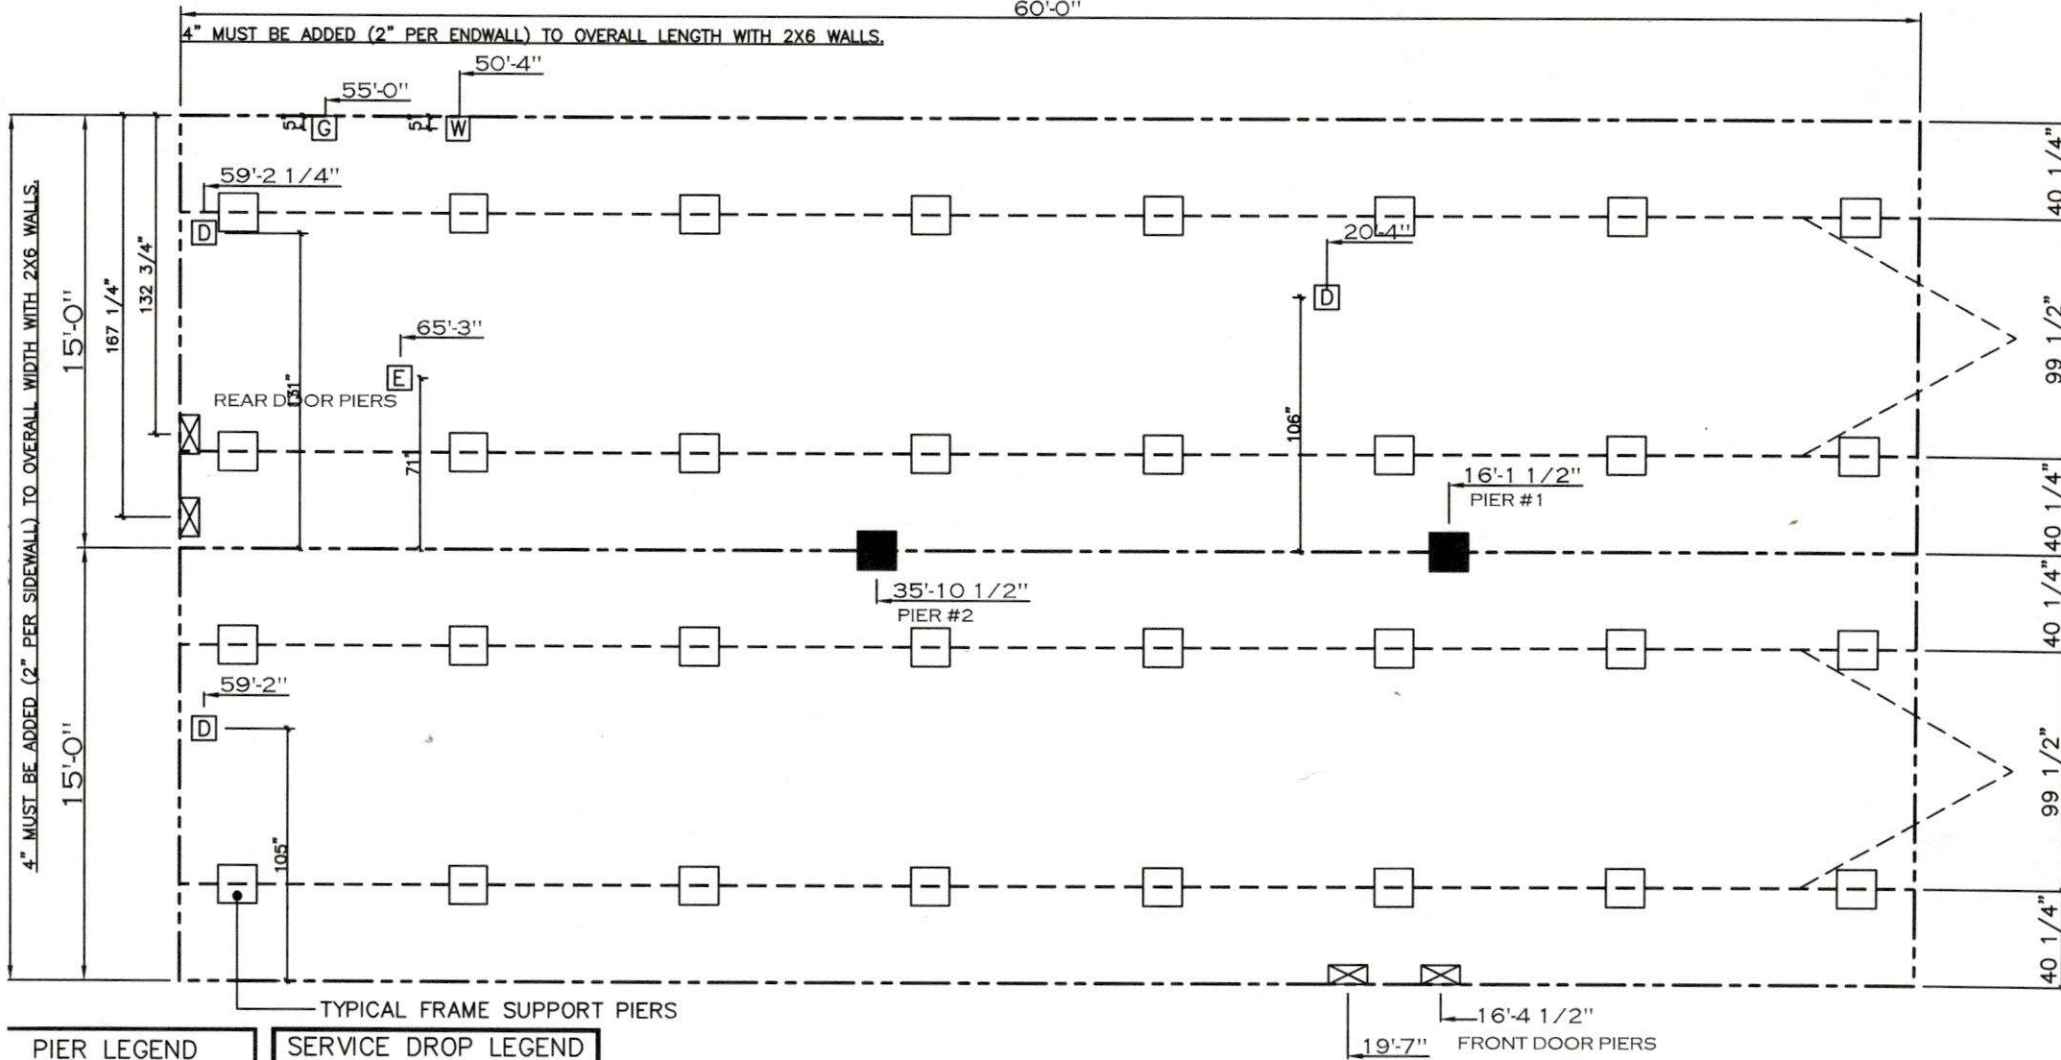 60'-0"
4" MUST BE ADDED (2" PER ENDWALL) TO OVERALL LENGTH WITH 2X6 WALLS.
50'-4"
55'-0"
5"
G
5"
W
40 1/4"
59'-2 1/4"
D
20'-4"
D
4" MUST BE ADDED (2" PER SIDEWALL) TO OVERALL WIDTH WITH 2X6 WALLS.
15'-0"
167 1/4"
132 3/4"
99 1/2"
65'-3"
E
131"
REAR DOOR PIERS
71"
106"
16'-1 1/2"
PIER #1
40 1/4"
35'-10 1/2"
PIER #2
40 1/4"
59'-2"
D
15'-0"
99 1/2"
105"
40 1/4"
TYPICAL FRAME SUPPORT PIERS
16'-4 1/2"
FRONT DOOR PIERS
19'-7"
PIER LEGEND
SERVICE DROP LEGEND